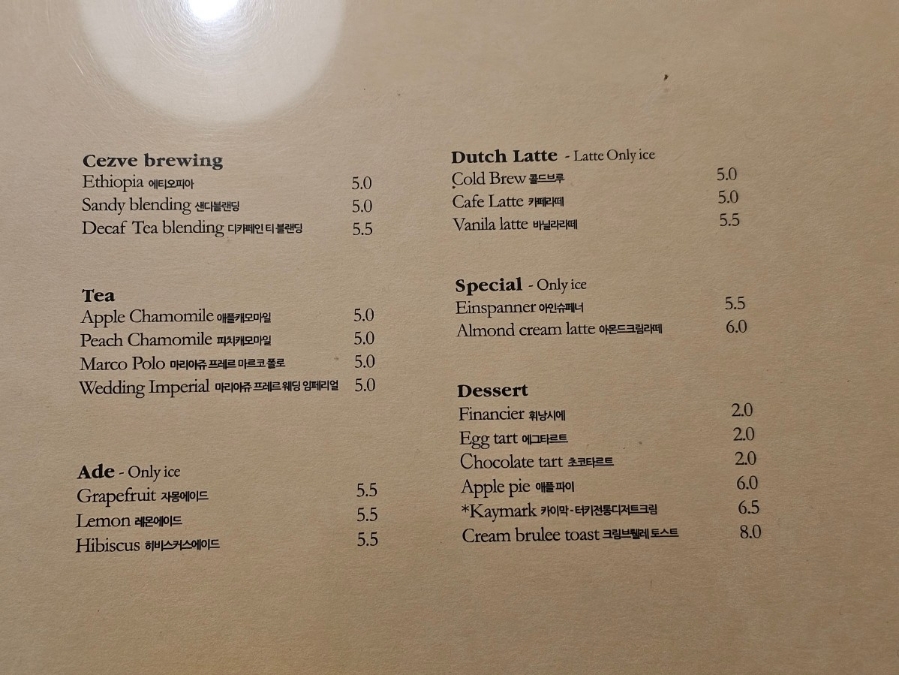 Cezve brewing
Ethiopia 에티오피아 5.0
Sandy blending 샌디블랜딩 5.0
Decaf Tea blending 디카페인 티 블랜딩 5.5
Tea
Apple Chamomile 애플캐모마일 5.0
Peach Chamomile 피치캐모마일 5.0
Marco Polo 마리아쥬 프레르 마르코 폴로 5.0
Wedding Imperial 마리아쥬 프레르 웨딩 임페리얼 5.0
Ade - Only ice
Grapefruit 자몽에이드 5.5
Lemon 레몬에이드 5.5
Hibiscus 히비스커스에이드 5.5
Dutch Latte - Latte Only ice
Cold Brew 콜드브루 5.0
Cafe Latte 카페라떼 5.0
Vanila latte 바닐라라떼 5.5
Special - Only ice
Einspanner 아인슈페너 5.5
Almond cream latte 아몬드크림라떼 6.0
Dessert
Financier 휘낭시에 2.0
Egg tart 에그타르트 2.0
Chocolate tart 초코타르트 2.0
Apple pie 애플파이 6.0
*Kaymark 카이막 - 터키전통디저트크림 6.5
Cream brulee toast 크림브륄레 토스트 8.0